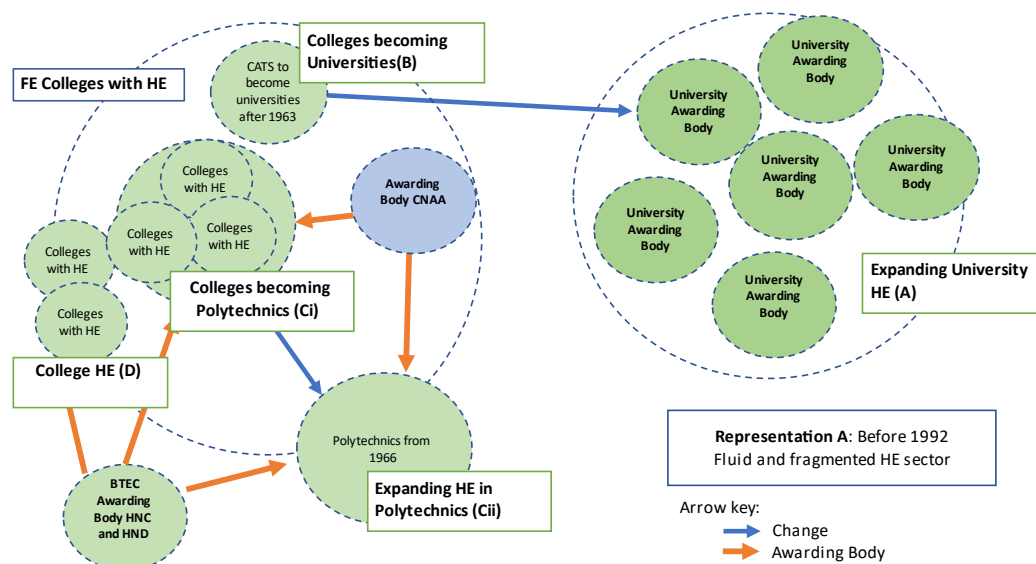 Colleges becoming
Universities(B)
FE Colleges with HE
CATS to
become
universities
after 1963
Colleges
with HE
Colleges
with HE
Colleges
with HE
Colleges
with HE
Colleges
with HE
Awarding
Body CNAA
Colleges becoming
Polytechnics (Ci)
College HE (D)
BTEC
Awarding
Body HNC
and HND
Polytechnics from
1966
Expanding HE in
Polytechnics (Cii)
University
Awarding
Body
University
Awarding
Body
University
Awarding
Body
University
Awarding
Body
University
Awarding
Body
University
Awarding
Body
Expanding University
HE (A)
Representation A: Before 1992
Fluid and fragmented HE sector
Arrow key:
Change
Awarding Body